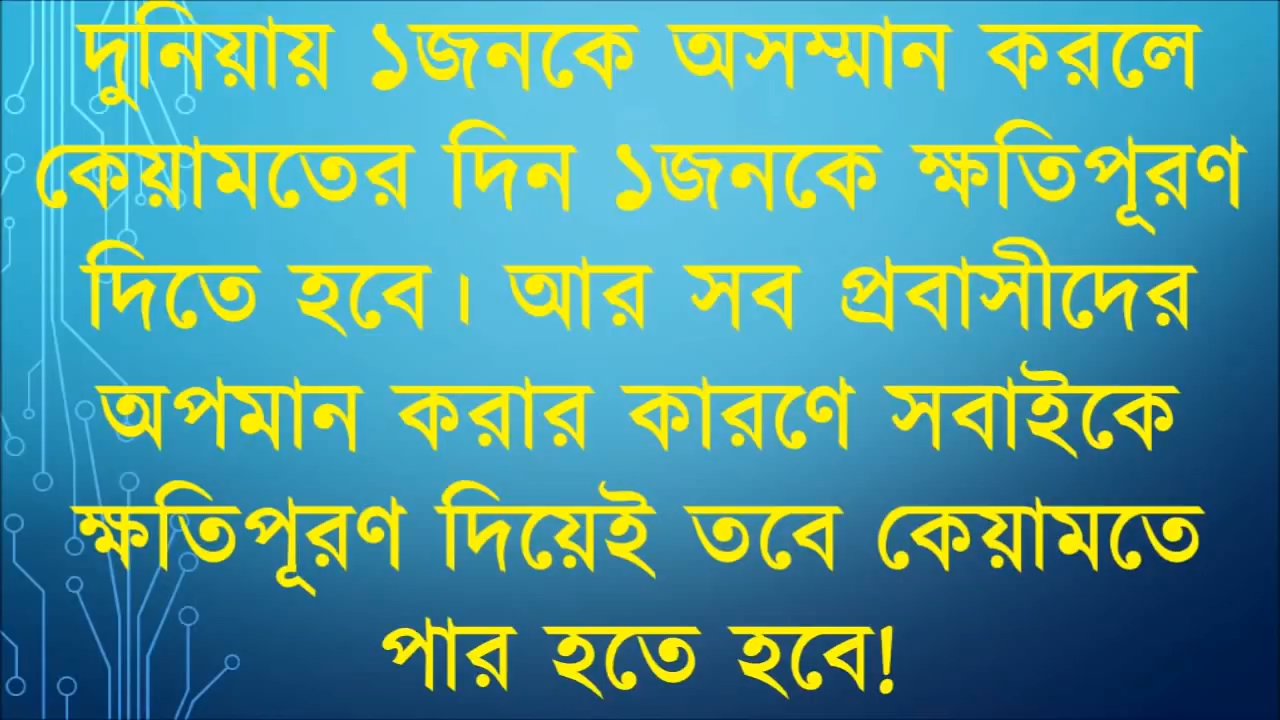 দুনিয়ায় ১জনকে অসম্মান করলে
কেয়ামতের দিন ১জনকে ক্ষতিপূরণ
দিতে হবে। আর সব প্রবাসীদের
অপমান করার কারণে সবাইকে
ক্ষতিপূরণ দিয়েই তবে কেয়ামতে
পার হতে হবে!